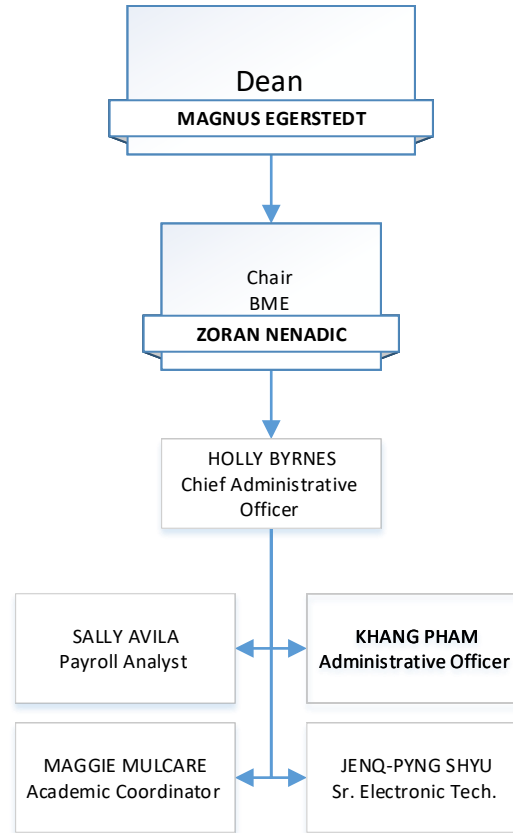 Dean
MAGNUS EGERSTEDT
Chair
BME
ZORAN NENADIC
HOLLY BYRNES
Chief Administrative
Officer
SALLY AVILA
Payroll Analyst
KHANG PHAM
Administrative Officer
MAGGIE MULCARE
Academic Coordinator
JENQ-PYNG SHYU
Sr. Electronic Tech.